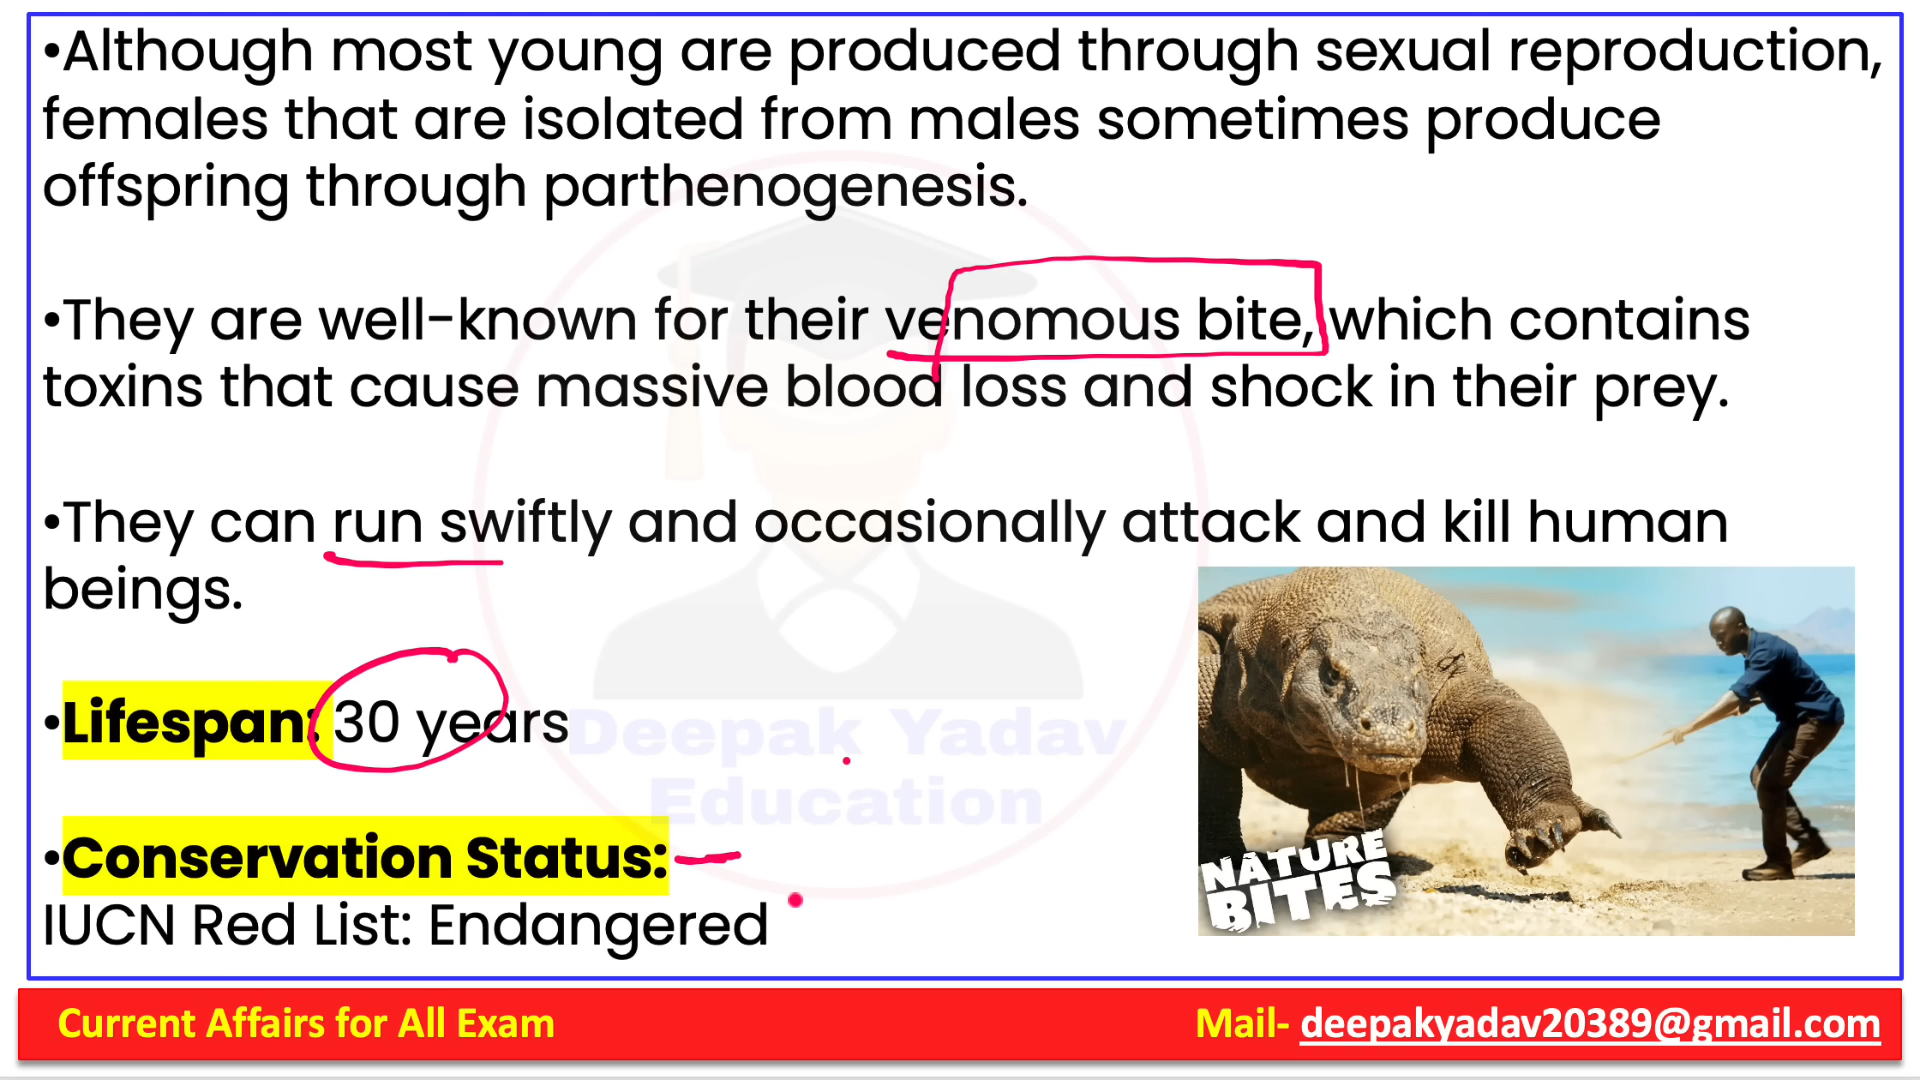 •Although most young are produced through sexual reproduction,
females that are isolated from males sometimes produce
offspring through parthenogenesis.
•They are well-known for their venomous bite, which contains
toxins that cause massive blood loss and shock in their prey.
•They can run swiftly and occasionally attack and kill human
beings.
•Lifespan: 30 years
Deepak Yadav
Education
•Conservation Status:
IUCN Red List: Endangered
NATURE
BITES
Current Affairs for All Exam
Mail- deepakyadav20389@gmail.com